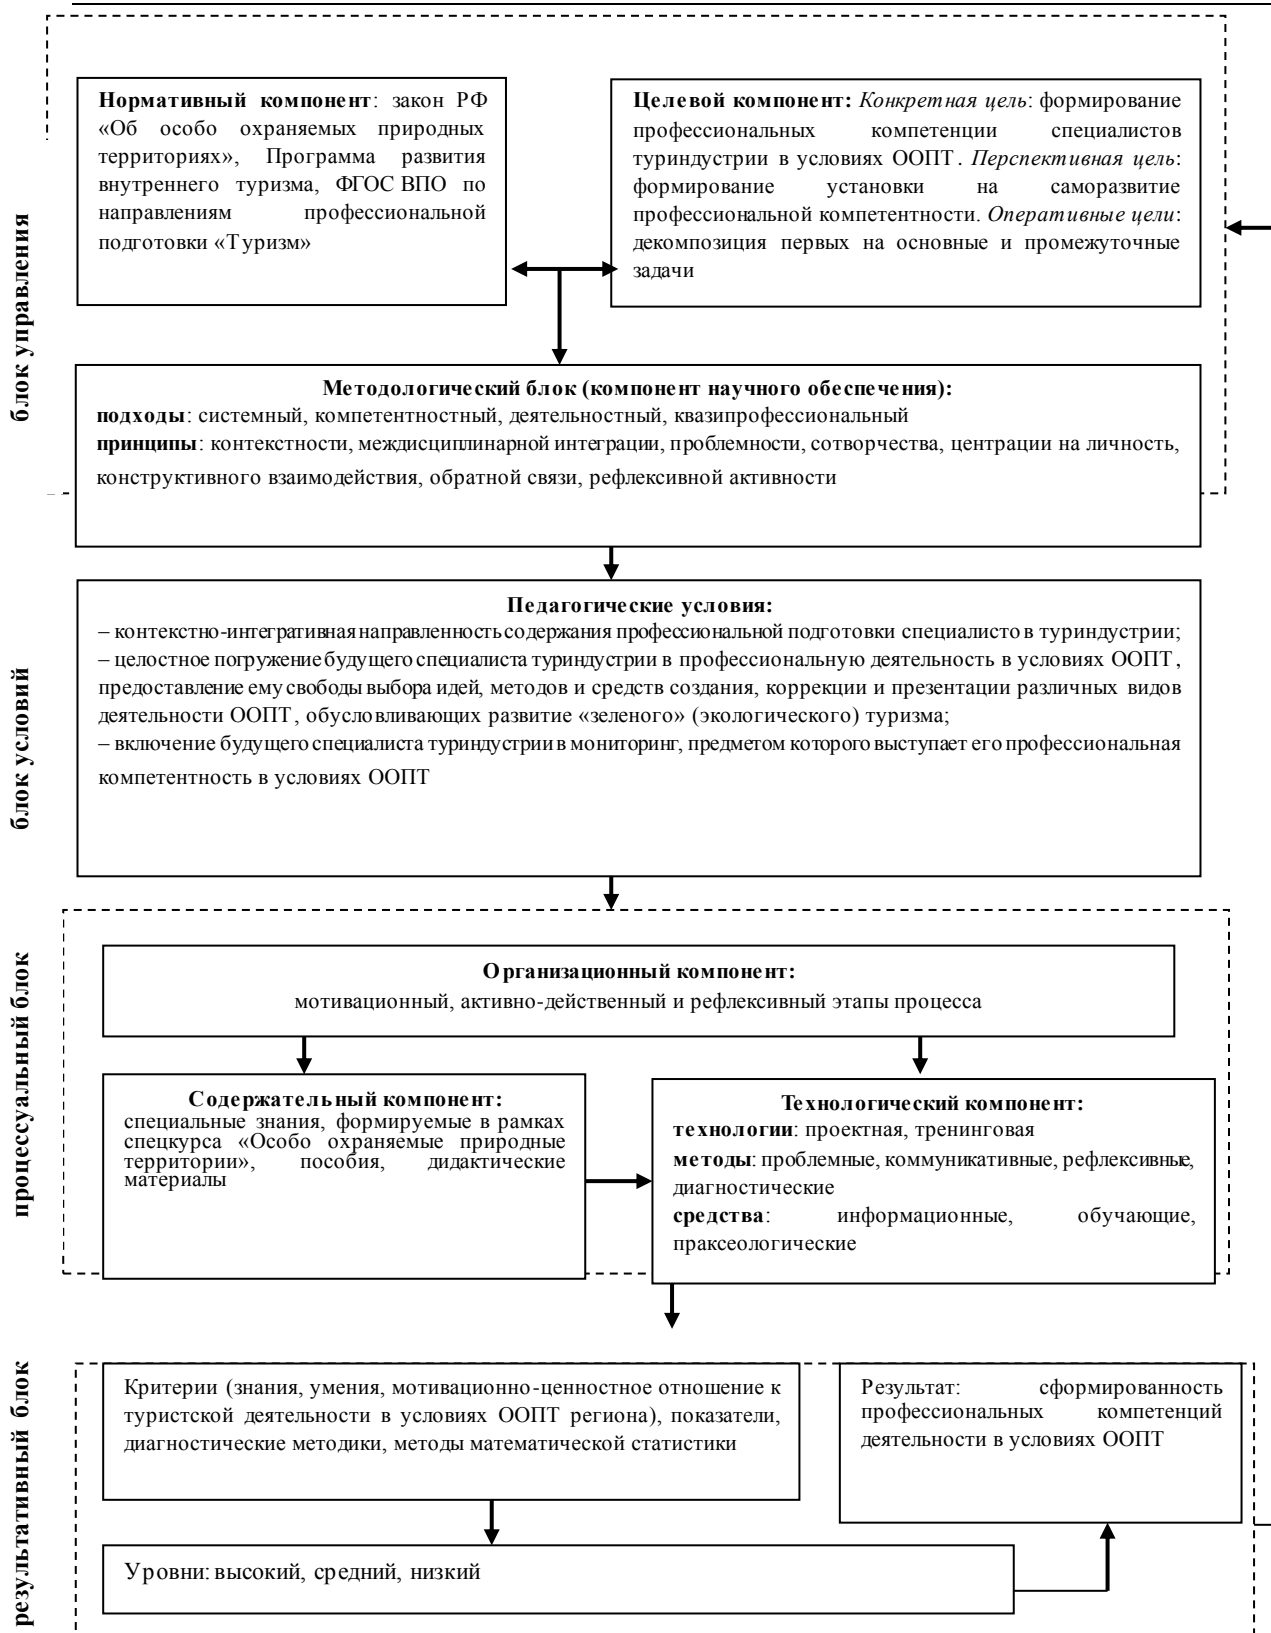 блок управления
Нормативный компонент: закон РФ
«Об особо охраняемых природных
территориях», Программа развития
внутреннего туризма, ФГОС ВПО по
направлениям профессиональной
подготовки «Туризм»
Целевой компонент: Конкретная цель: формирование
профессиональных компетенции специалистов
туриндустрии в условиях ООПТ. Перспективная цель:
формирование установки на саморазвитие
профессиональной компетентности. Оперативные цели:
декомпозиция первых на основные и промежуточные
задачи
Методологический блок (компонент научного обеспечения):
подходы: системный, компетентностный, деятельностный, квазипрофессиональный
принципы: контекстности, междисциплинарной интеграции, проблемности, сотворчества, центрации на личность,
конструктивного взаимодействия, обратной связи, рефлексивной активности
блок условий
Педагогические условия:
– контекстно-интегративная направленность содержания профессиональной подготовки специалисто в туриндустрии;
– целостное погружение будущего специалиста туриндустрии в профессиональную деятельность в условиях ООПТ,
предоставление ему свободы выбора идей, методов и средств создания, коррекции и презентации различных видов
деятельности ООПТ, обусловливающих развитие «зеленого» (экологического) туризма;
– включение будущего специалиста туриндустрии в мониторинг, предметом которого выступает его профессиональная
компетентность в условиях ООПТ
процессуальный блок
Организационный компонент:
мотивационный, активно-действенный и рефлексивный этапы процесса
Содержательный компонент:
специальные знания, формируемые в рамках
спецкурса «Особо охраняемые природные
территории», пособия, дидактические
материалы
Технологический компонент:
технологии: проектная, тренинговая
методы: проблемные, коммуникативные, рефлексивные,
диагностические
средства: информационные, обучающие,
праксеологические
результативный блок
Критерии (знания, умения, мотивационно-ценностное отношение к
туристской деятельности в условиях ООПТ региона), показатели,
диагностические методики, методы математической статистики
Результат: сформированность
профессиональных компетенций
деятельности в условиях ООПТ
Уровни: высокий, средний, низкий